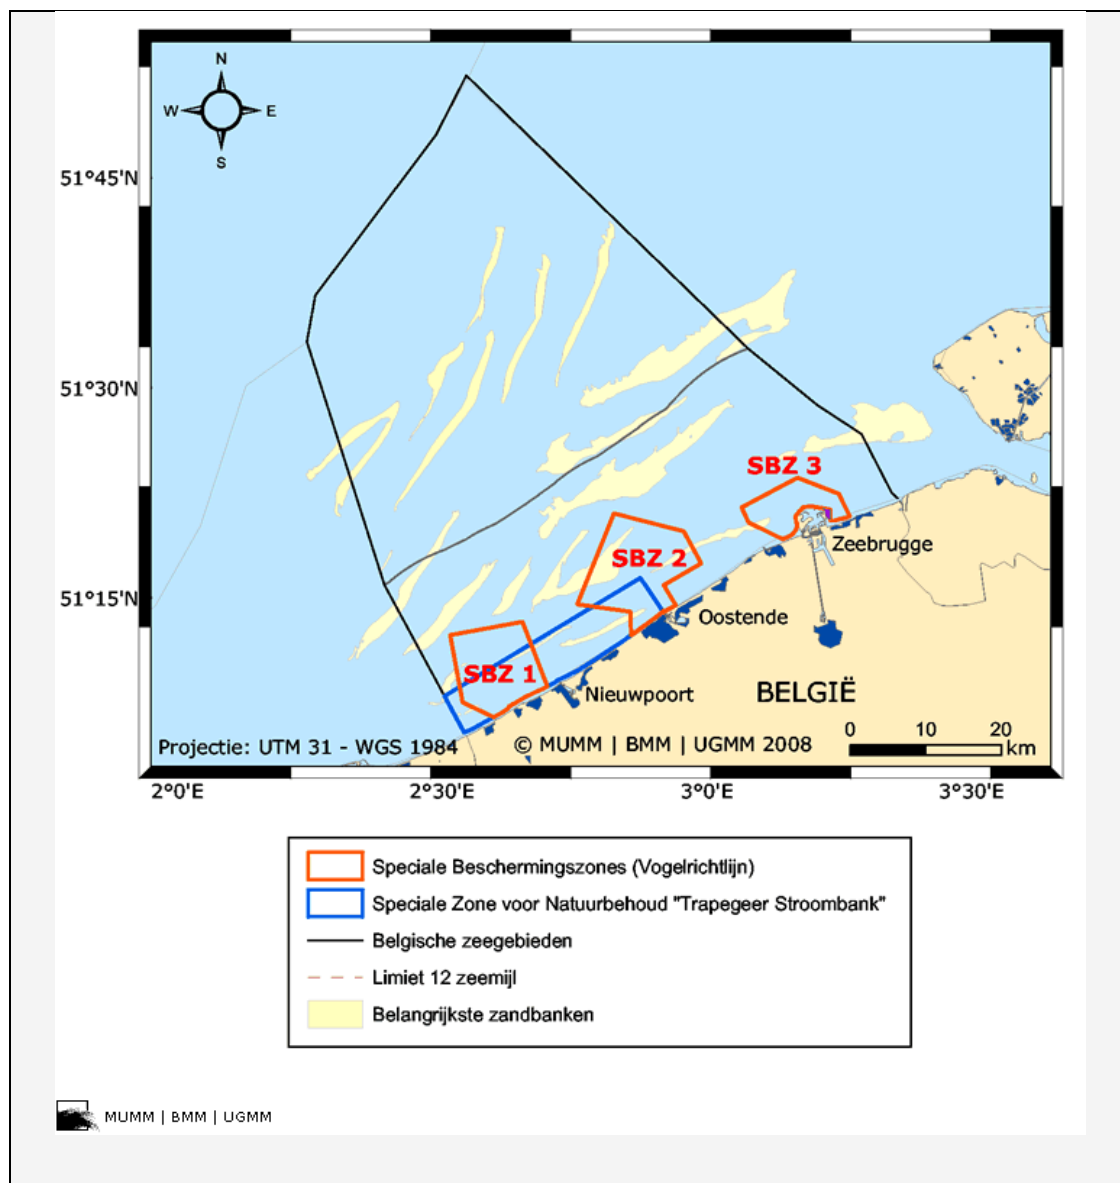 N
W E
S
51°45'N
51°30'N
51°15'N
SBZ 3
Zeebrugge
SBZ 2
Oostende
SBZ 1
Nieuwpoort
BELGIË
0 10 20
km
Projectie: UTM 31 - WGS 1984
© MUMM | BMM | UGMM 2008
2°0'E 2°30'E 3°0'E 3°30'E
Speciale Beschermingszones (Vogelrichtlijn)
Speciale Zone voor Natuurbehoud "Trapegeer Stroombank"
Belgische zeegebieden
Limiet 12 zeemijl
Belangrijkste zandbanken
MUMM | BMM | UGMM